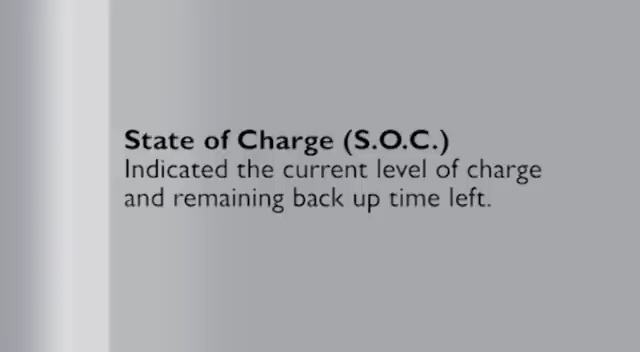 State of Charge (S.O.C.)
Indicated the current level of charge
and remaining back up time left.